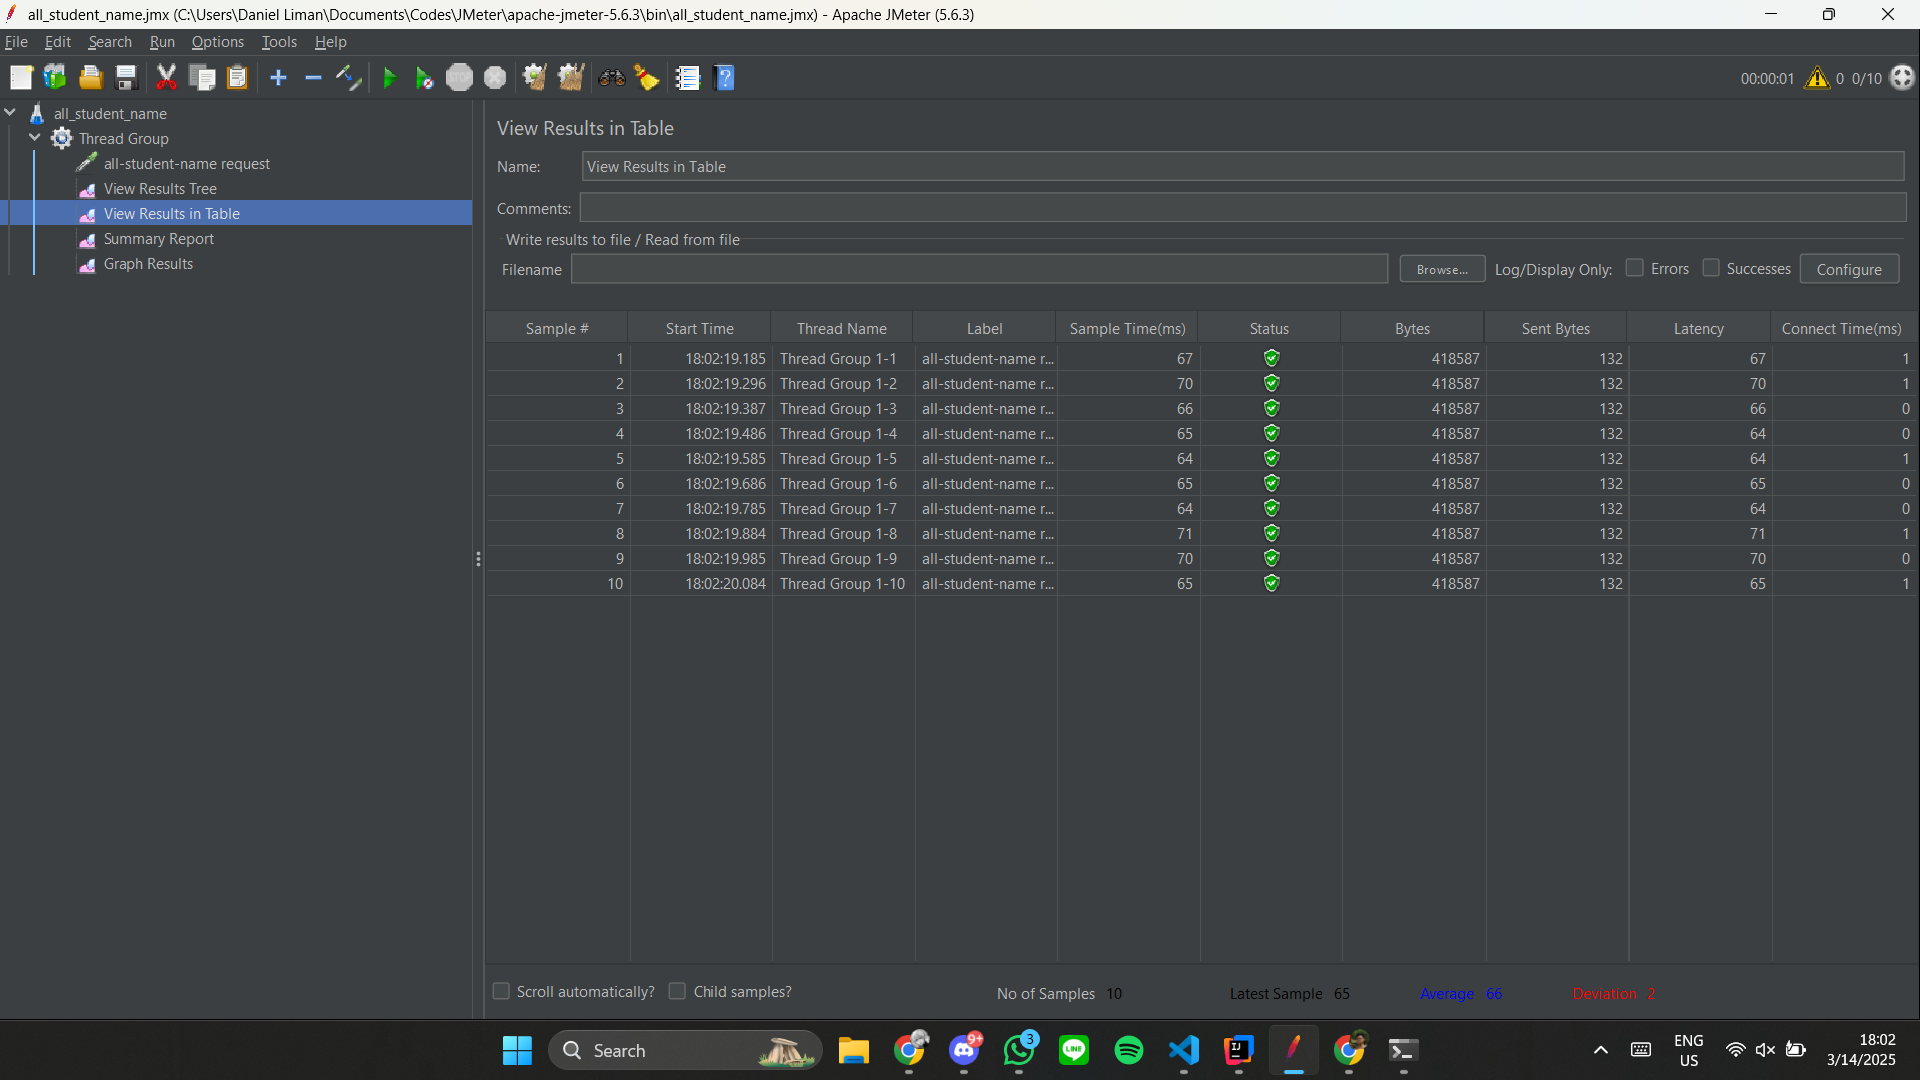 all_student_name.jmx (C:\Users\Daniel Liman\Documents\Codes\JMeter\apache-jmeter-5.6.3\bin\all_student_name.jmx) - Apache JMeter (5.6.3)
File Edit Search Run Options Tools Help
STOP 00:00:01 0 0/10
all_student_name
Thread Group
all-student-name request
View Results Tree
View Results in Table
Summary Report
Graph Results
View Results in Table
Name: View Results in Table
Comments:
Write results to file / Read from file
Filename Browse... Log/Display Only: Errors Successes Configure
Sample # Start Time Thread Name Label Sample Time(ms) Status Bytes Sent Bytes Latency Connect Time(ms)
1 18:02:19.185 Thread Group 1-1 all-student-name r... 67 418587 132 67 1
2 18:02:19.296 Thread Group 1-2 all-student-name r... 70 418587 132 70 1
3 18:02:19.387 Thread Group 1-3 all-student-name r... 66 418587 132 66 0
4 18:02:19.486 Thread Group 1-4 all-student-name r... 65 418587 132 64 0
5 18:02:19.585 Thread Group 1-5 all-student-name r... 64 418587 132 64 1
6 18:02:19.686 Thread Group 1-6 all-student-name r... 65 418587 132 65 0
7 18:02:19.785 Thread Group 1-7 all-student-name r... 64 418587 132 64 0
8 18:02:19.884 Thread Group 1-8 all-student-name r... 71 418587 132 71 1
9 18:02:19.985 Thread Group 1-9 all-student-name r... 70 418587 132 70 0
10 18:02:20.084 Thread Group 1-10 all-student-name r... 65 418587 132 65 1
Scroll automatically? Child samples? No of Samples 10 Latest Sample 65 Average 66 Deviation 2
Search 9+ 3 LINE IJ ENG US 18:02
3/14/2025